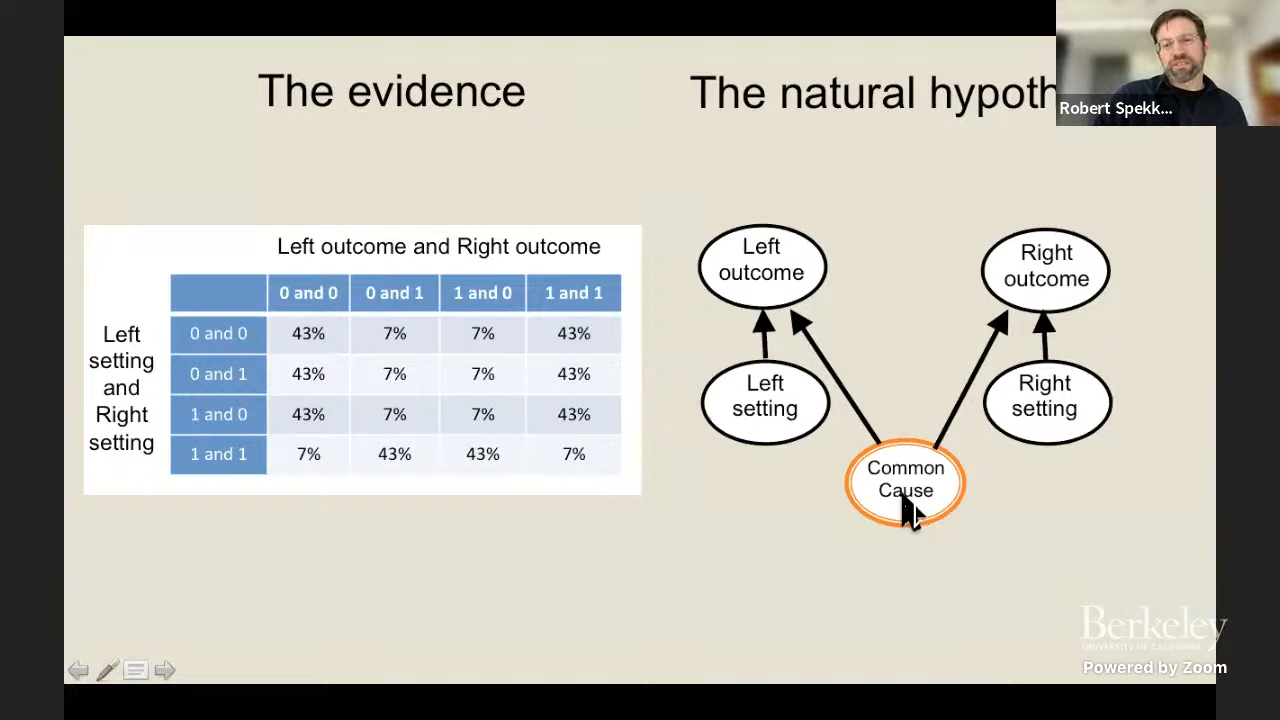 The evidence
The natural hypoth
Robert Spekk...
Left outcome and Right outcome
0 and 0 0 and 1 1 and 0 1 and 1
Left
setting
and
Right
setting
0 and 0 43% 7% 7% 43%
0 and 1 43% 7% 7% 43%
1 and 0 43% 7% 7% 43%
1 and 1 7% 43% 43% 7%
Left
outcome
Right
outcome
Left
setting
Right
setting
Common
Cause
Berkeley
UNIVERSITY OF CALIFORNIA
Powered by Zoom